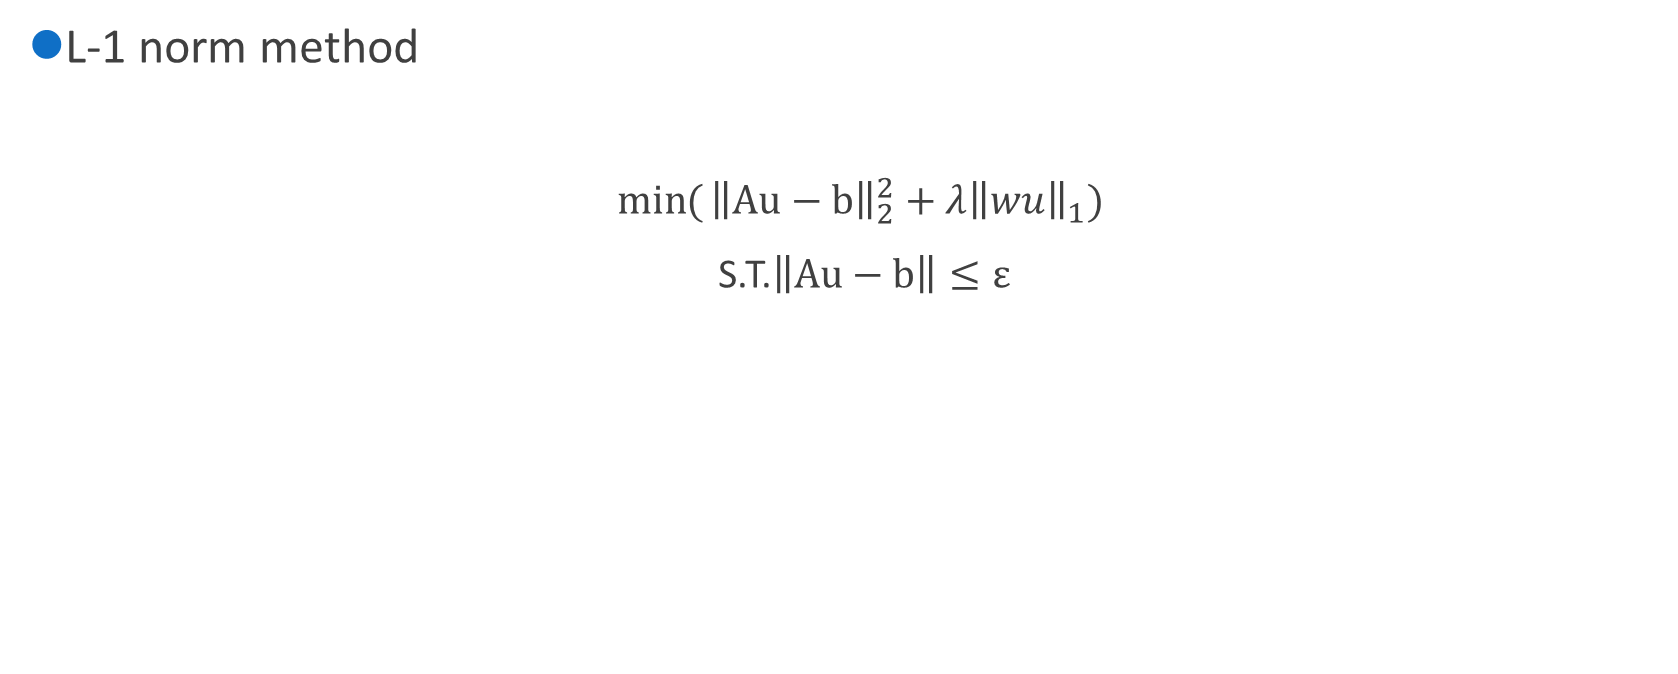 ●L-1 norm method
min(‖Au − b‖₂² + λ‖wu‖₁)
S.T.‖Au − b‖ ≤ ε